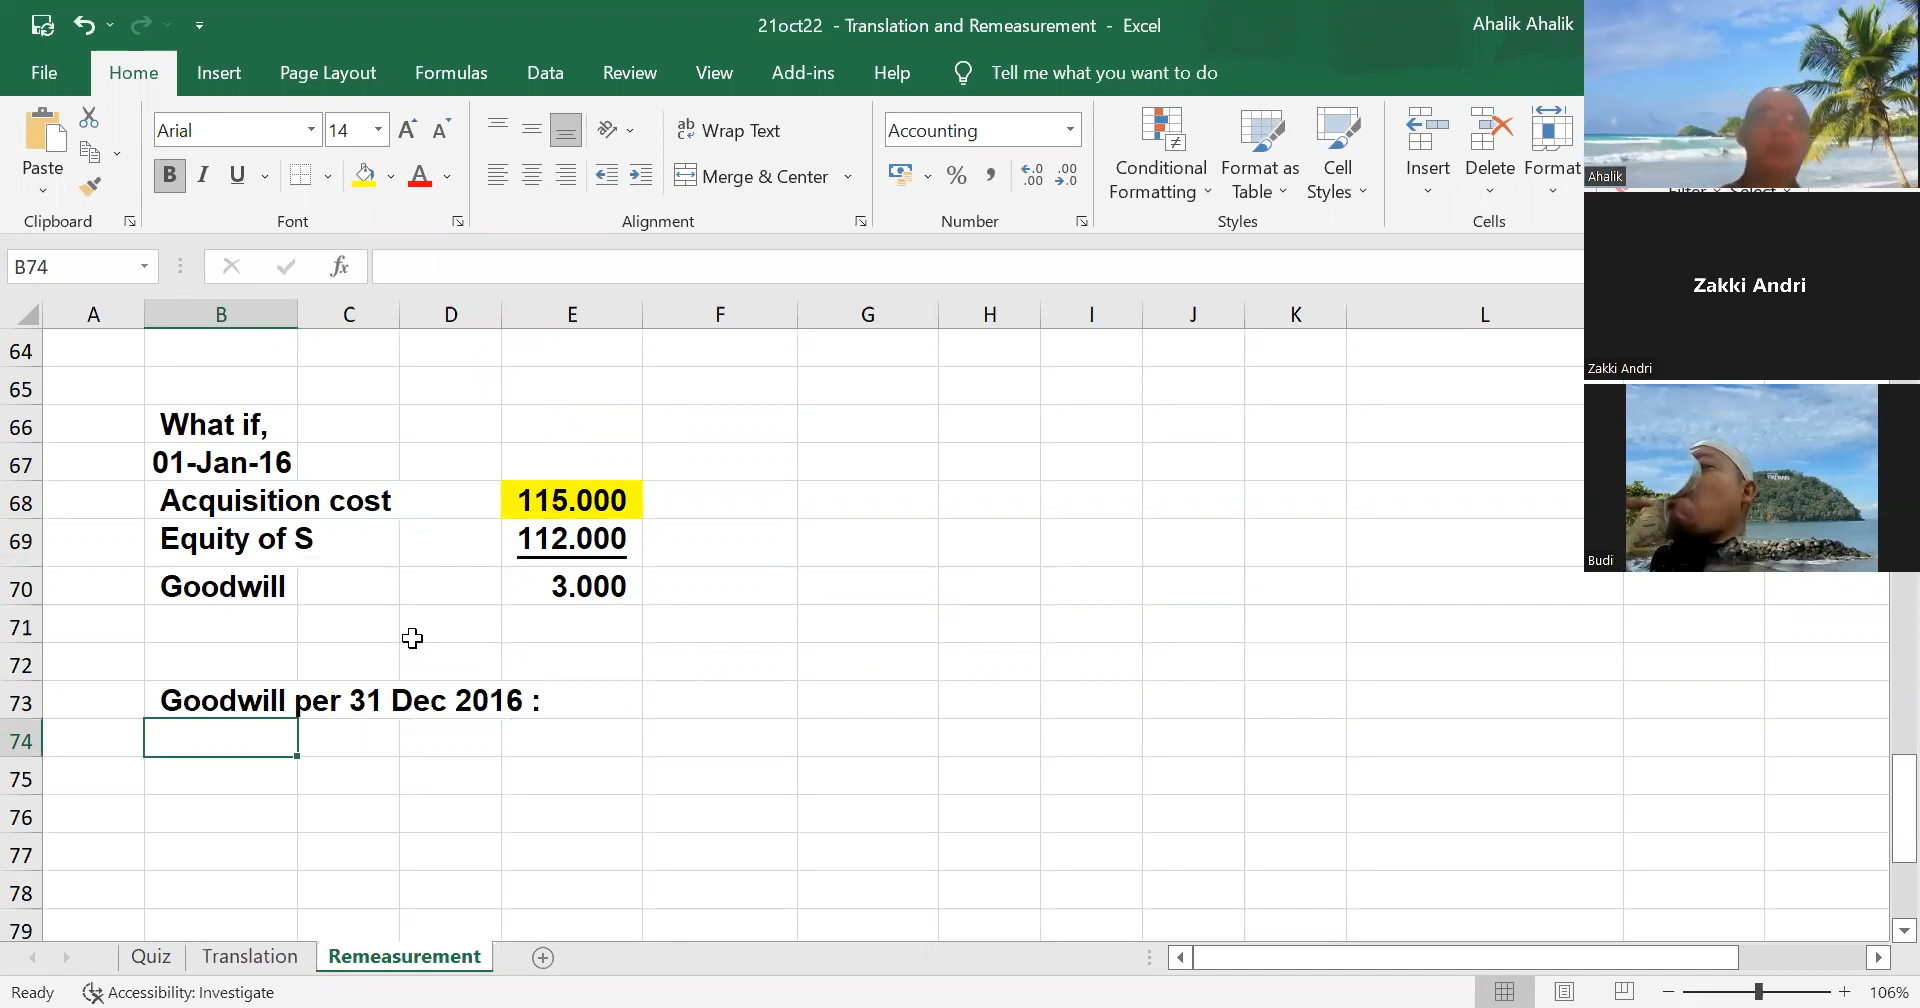 21oct22 - Translation and Remeasurement - Excel
Ahalik Ahalik
File Home Insert Page Layout Formulas Data Review View Add-ins Help Tell me what you want to do
Arial 14
Wrap Text
Accounting
Paste
Merge & Center
Conditional Formatting
Format as Table
Cell Styles
Insert Delete Format
Clipboard Font Alignment Number Styles Cells
B74
fx
A B C D E F G H I J K L
64
65
66 What if,
67 01-Jan-16
68 Acquisition cost 115.000
69 Equity of S 112.000
70 Goodwill 3.000
71
72
73 Goodwill per 31 Dec 2016 :
74
75
76
77
78
79
Quiz Translation Remeasurement
Ready Accessibility: Investigate 106%
Ahalik
Zakki Andri
Zakki Andri
Budi